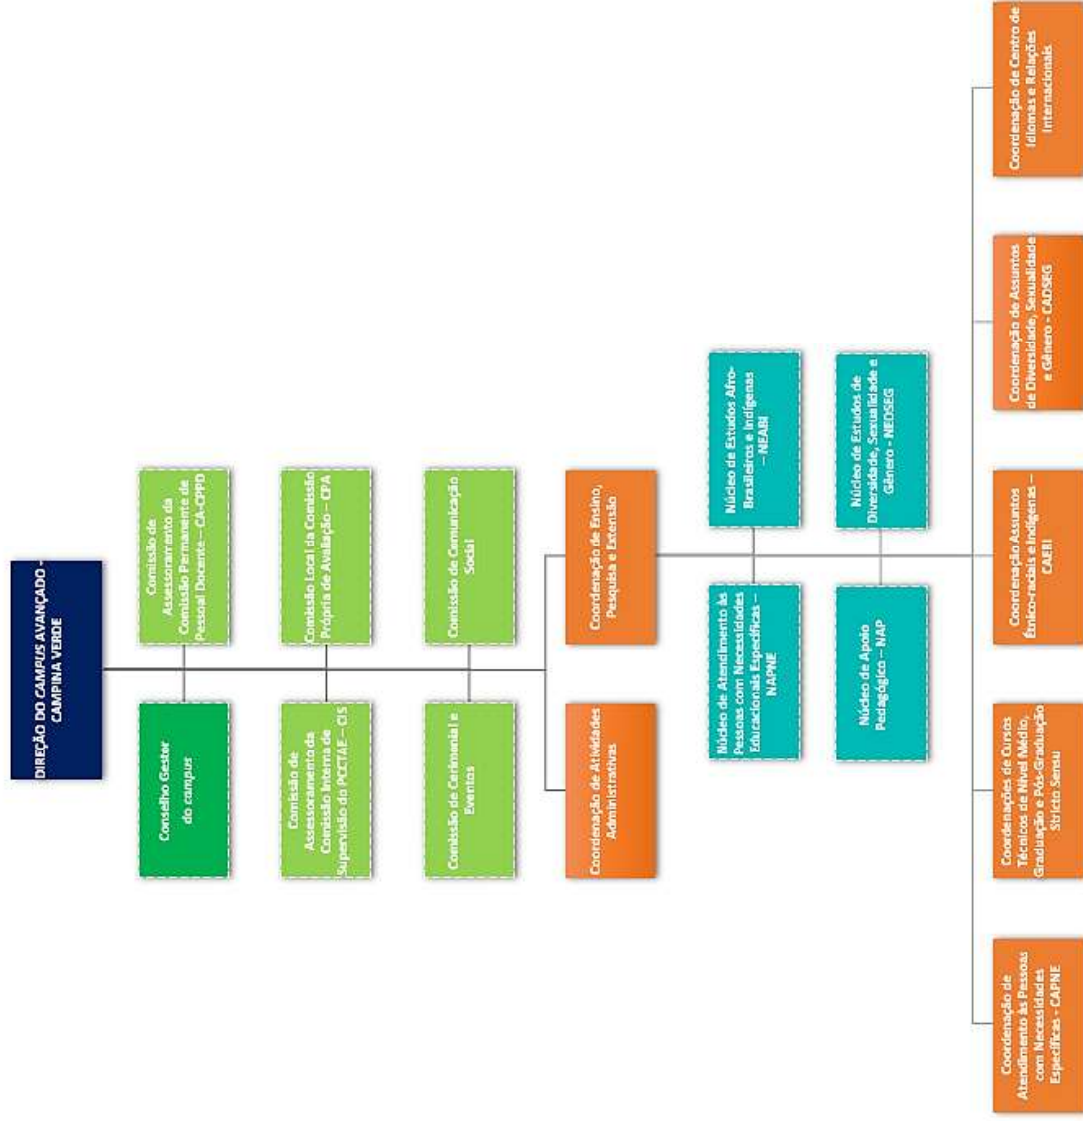 DIREÇÃO DO CAMPUS AVANÇADO -
CAMPINA VERDE
Conselho Gestor
do campus
Comissão de
Assessoramento da
Comissão Permanente de
Pessoal Docente – CA-CPPD
Comissão de
Assessoramento da
Comissão Interna de
Supervisão do PCCTAE – CIS
Comissão Local da Comissão
Própria de Avaliação – CPA
Comissão de Cerimonial e
Eventos
Comissão de Comunicação
Social
Coordenação de Atividades
Administrativas
Coordenação de Ensino,
Pesquisa e Extensão
Núcleo de Atendimento às
Pessoas com Necessidades
Educacionais Específicas –
NAPNE
Núcleo de Estudos Afro-
Brasileiros e Indígenas
– NEABI
Núcleo de Apoio
Pedagógico – NAP
Núcleo de Estudos de
Diversidade, Sexualidade e
Gênero - NEDSEG
Coordenação de
Atendimento às Pessoas
com Necessidades
Específicas - CAPNE
Coordenações de Cursos
Técnicos de Nível Médio,
Graduação e Pós-Graduação
Stricto Sensu
Coordenação Assuntos
Étnico-raciais e Indígenas –
CAERI
Coordenação de Assuntos
de Diversidade, Sexualidade
e Gênero - CADSEG
Coordenação de Centro de
Idiomas e Relações
Internacionais